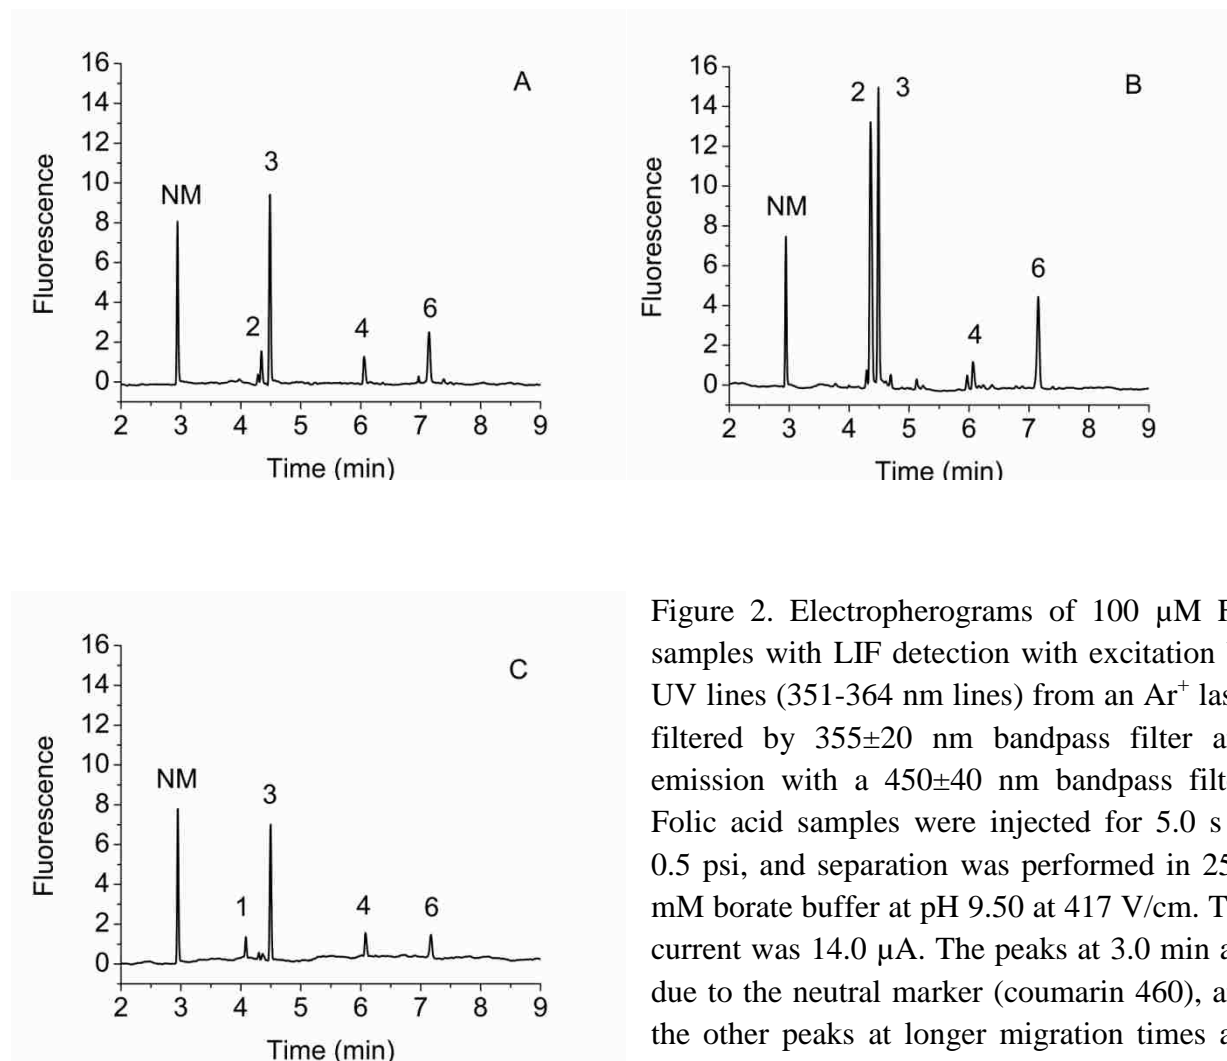 A
16
14
12
10
8
6
4
2
0
Fluorescence
NM
2
3
4
6
2 3 4 5 6 7 8 9
Time (min)
B
16
14
12
10
8
6
4
2
0
Fluorescence
NM
2
3
4
6
2 3 4 5 6 7 8 9
Time (min)
C
16
14
12
10
8
6
4
2
0
Fluorescence
NM
1
3
4
6
2 3 4 5 6 7 8 9
Time (min)
Figure 2. Electropherograms of 100 µM F
samples with LIF detection with excitation
UV lines (351-364 nm lines) from an Ar⁺ las
filtered by 355±20 nm bandpass filter a
emission with a 450±40 nm bandpass filt
Folic acid samples were injected for 5.0 s
0.5 psi, and separation was performed in 25
mM borate buffer at pH 9.50 at 417 V/cm. T
current was 14.0 µA. The peaks at 3.0 min a
due to the neutral marker (coumarin 460), a
the other peaks at longer migration times a